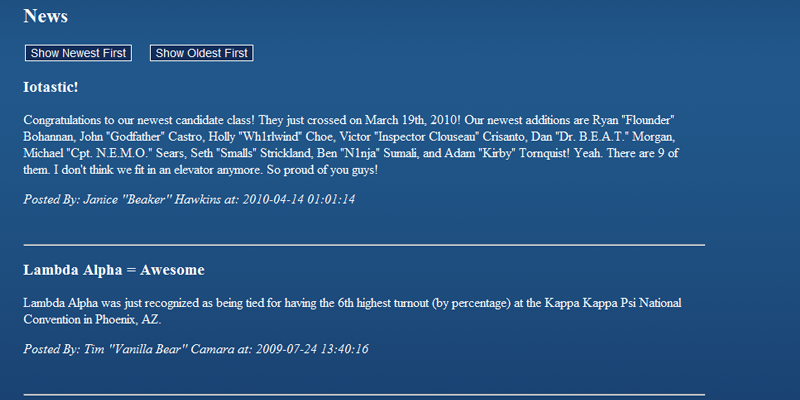 News
Show Newest First Show Oldest First
Iotastic!
Congratulations to our newest candidate class! They just crossed on March 19th, 2010! Our newest additions are Ryan "Flounder"
Bohannan, John "Godfather" Castro, Holly "Wh1rlwind" Choe, Victor "Inspector Clouseau" Crisanto, Dan "Dr. B.E.A.T." Morgan,
Michael "Cpt. N.E.M.O." Sears, Seth "Smalls" Strickland, Ben "N1nja" Sumali, and Adam "Kirby" Tornquist! Yeah. There are 9 of
them. I don't think we fit in an elevator anymore. So proud of you guys!
Posted By: Janice "Beaker" Hawkins at: 2010-04-14 01:01:14
Lambda Alpha = Awesome
Lambda Alpha was just recognized as being tied for having the 6th highest turnout (by percentage) at the Kappa Kappa Psi National
Convention in Phoenix, AZ.
Posted By: Tim "Vanilla Bear" Camara at: 2009-07-24 13:40:16